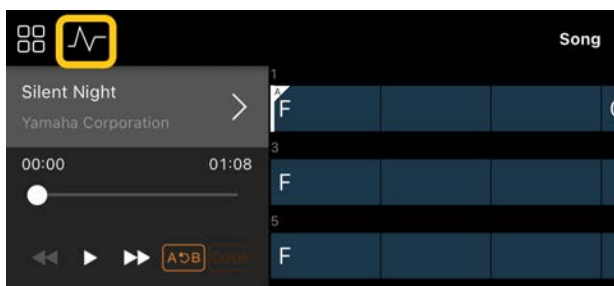 Song
Silent Night
Yamaha Corporation
00:00 01:08
A B
1
A
F
3
F
5
F